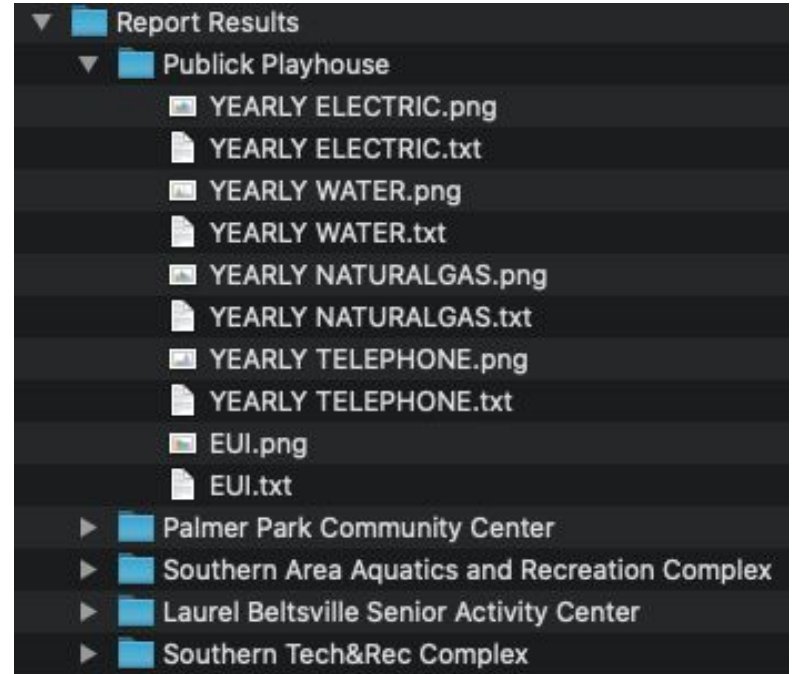 Report Results
Publick Playhouse
YEARLY ELECTRIC.png
YEARLY ELECTRIC.txt
YEARLY WATER.png
YEARLY WATER.txt
YEARLY NATURALGAS.png
YEARLY NATURALGAS.txt
YEARLY TELEPHONE.png
YEARLY TELEPHONE.txt
EUI.png
EUI.txt
Palmer Park Community Center
Southern Area Aquatics and Recreation Complex
Laurel Beltsville Senior Activity Center
Southern Tech&Rec Complex